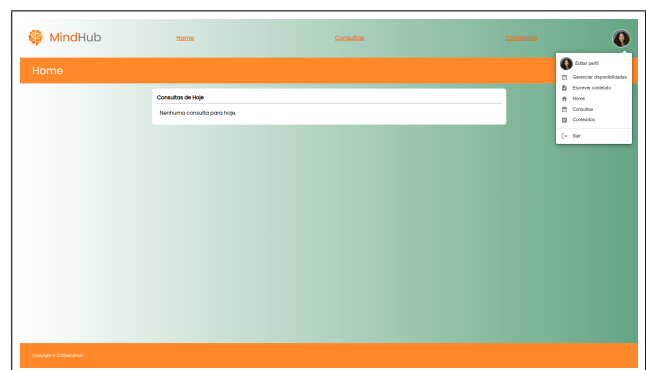 MindHub
Home
Consultas
Conteúdos
Home
Editar perfil
Gerenciar disponibilidades
Escrever conteúdo
Home
Consultas
Conteúdos
Sair
Consultas de Hoje
Nenhuma consulta para hoje.
Copyright ©